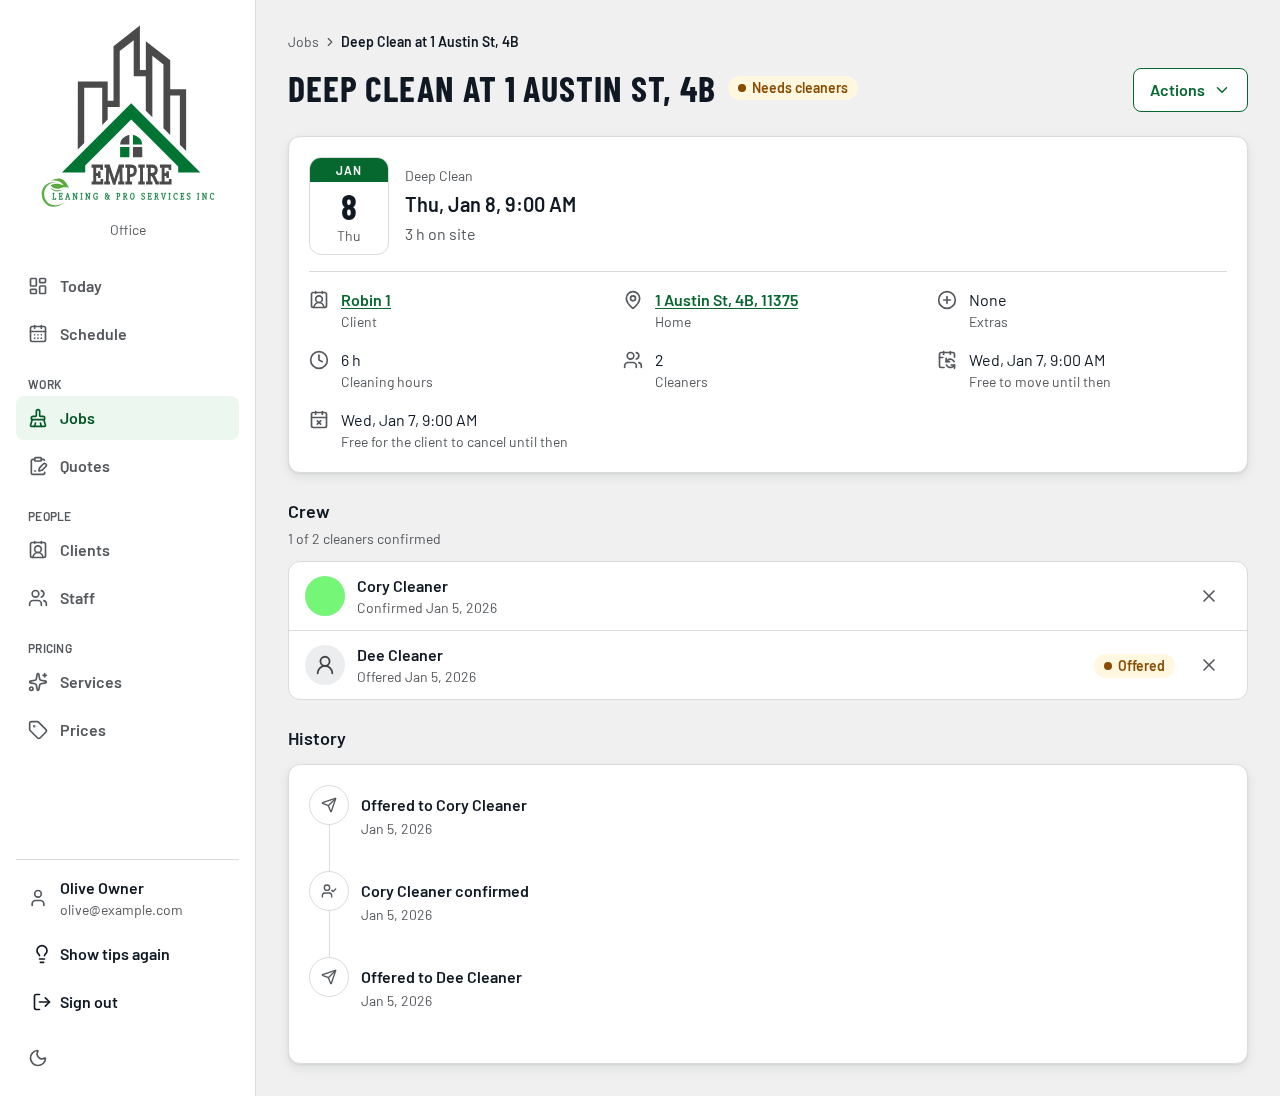 EMPIRE
CLEANING & PRO SERVICES INC
Office
Today
Schedule
WORK
Jobs
Quotes
PEOPLE
Clients
Staff
PRICING
Services
Prices
Olive Owner
olive@example.com
Show tips again
Sign out
Jobs > Deep Clean at 1 Austin St, 4B
DEEP CLEAN AT 1 AUSTIN ST, 4B
Needs cleaners
Actions
JAN
8
Thu
Deep Clean
Thu, Jan 8, 9:00 AM
3 h on site
Robin 1
Client
1 Austin St, 4B, 11375
Home
None
Extras
6 h
Cleaning hours
2
Cleaners
Wed, Jan 7, 9:00 AM
Free to move until then
Wed, Jan 7, 9:00 AM
Free for the client to cancel until then
Crew
1 of 2 cleaners confirmed
Cory Cleaner
Confirmed Jan 5, 2026
Dee Cleaner
Offered Jan 5, 2026
Offered
History
Offered to Cory Cleaner
Jan 5, 2026
Cory Cleaner confirmed
Jan 5, 2026
Offered to Dee Cleaner
Jan 5, 2026